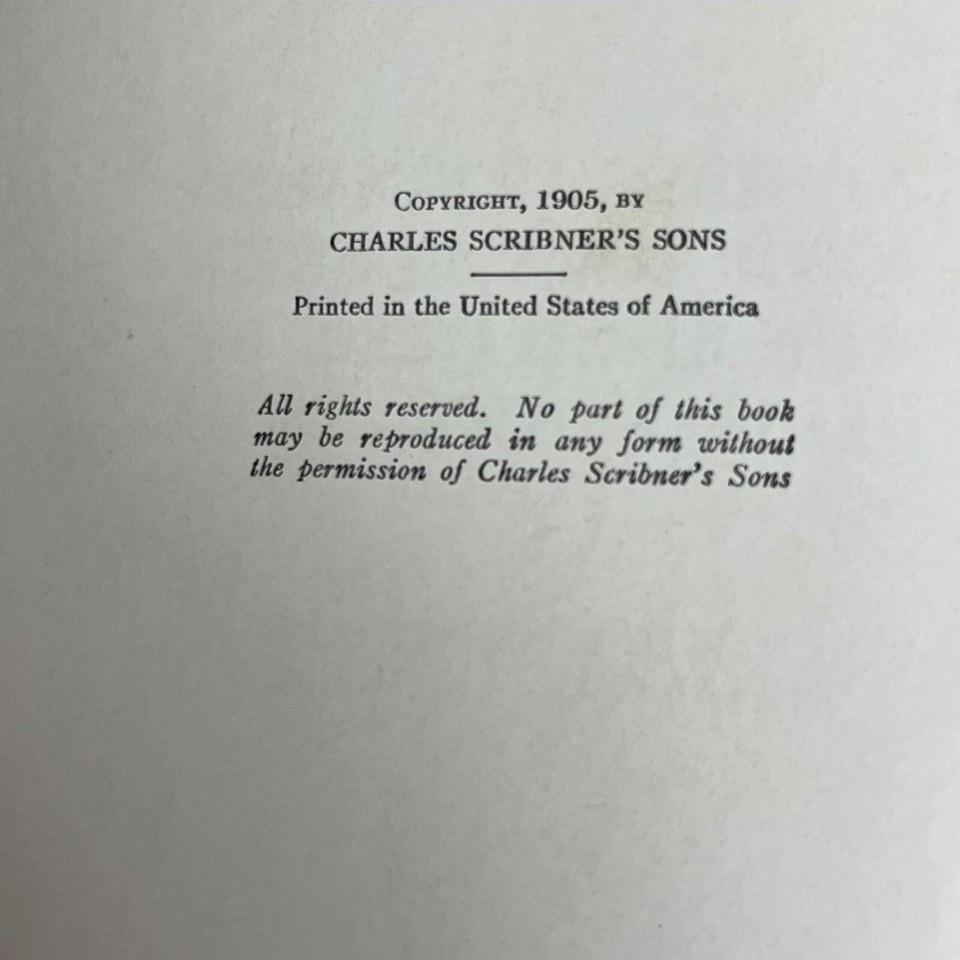 COPYRIGHT, 1905, BY
CHARLES SCRIBNER'S SONS
Printed in the United States of America
All rights reserved. No part of this book
may be reproduced in any form without
the permission of Charles Scribner's Sons